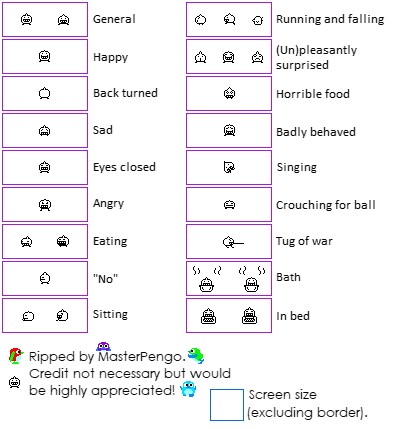 General
Happy
Back turned
Sad
Eyes closed
Angry
Eating
"No"
Sitting
Running and falling
(Un)pleasantly
surprised
Horrible food
Badly behaved
Singing
Crouching for ball
Tug of war
Bath
In bed
Ripped by MasterPengo.
Credit not necessary but would
be highly appreciated!
Screen size
(excluding border).